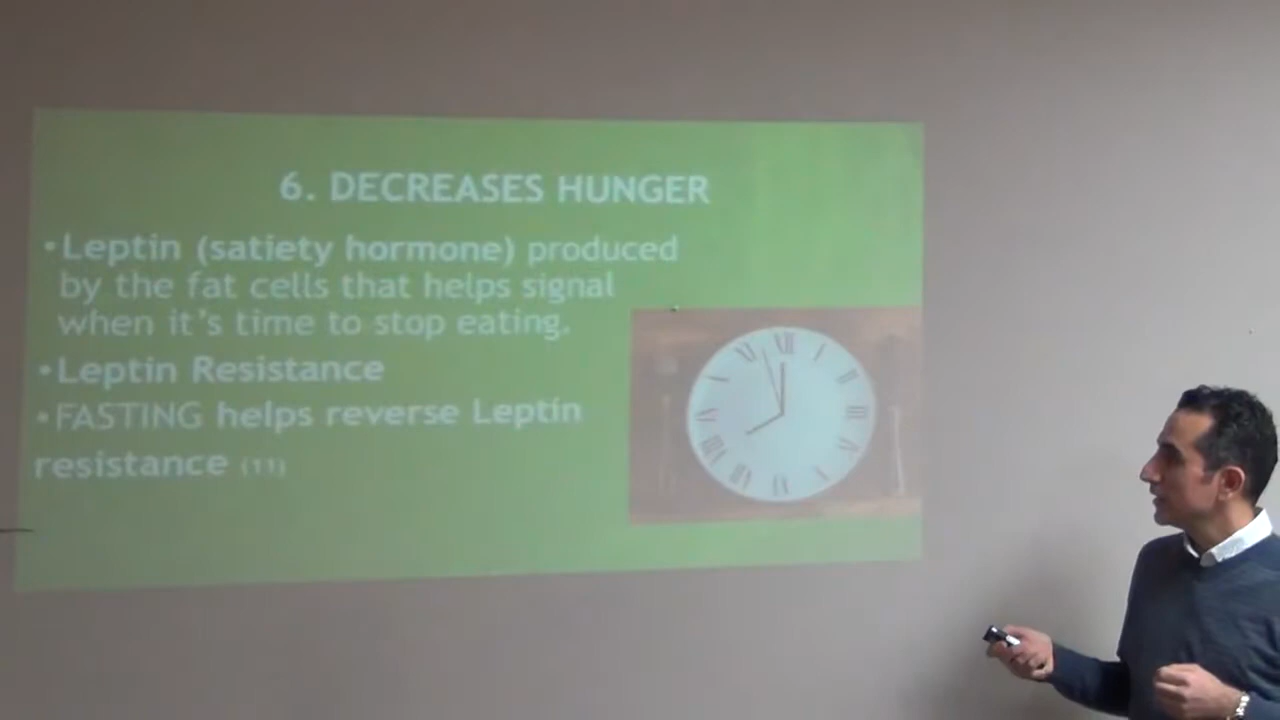 6. DECREASES HUNGER
•Leptin (satiety hormone) produced
by the fat cells that helps signal
when it's time to stop eating.
•Leptin Resistance
•FASTING helps reverse Leptin
resistance (11)